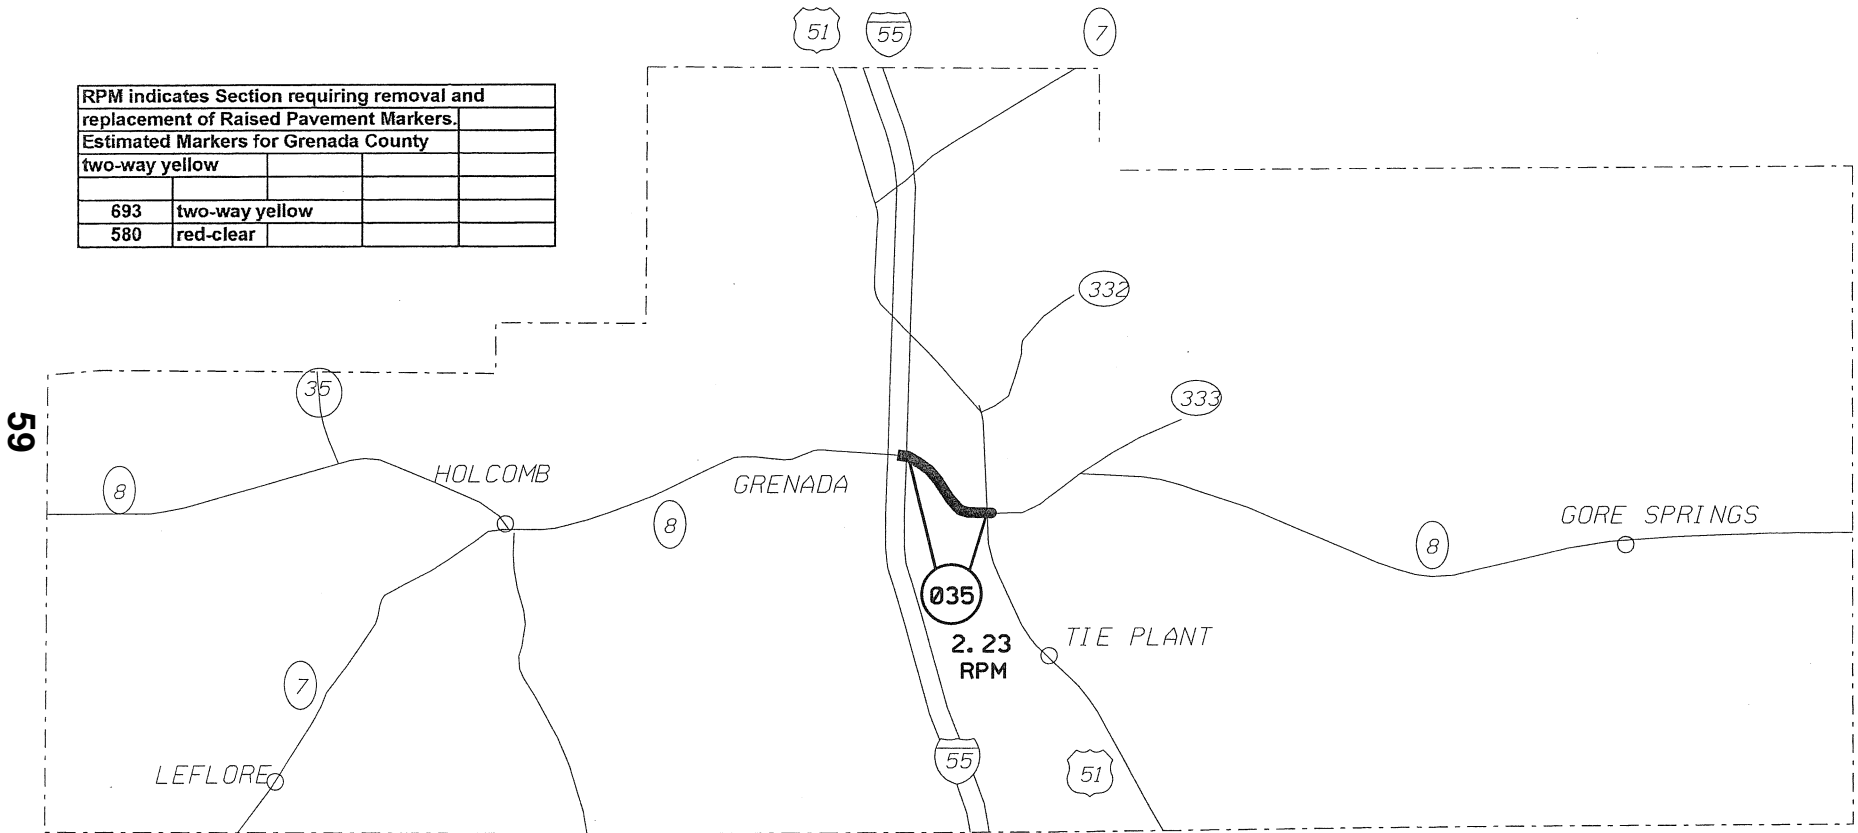 51
55
7
RPM indicates Section requiring removal and
replacement of Raised Pavement Markers.
Estimated Markers for Grenada County
two-way yellow
693 two-way yellow
580 red-clear
332
35
333
59
8
HOLCOMB
GRENADA
8
8
GORE SPRINGS
035
2.23
RPM
TIE PLANT
7
LEFLORE
55
51